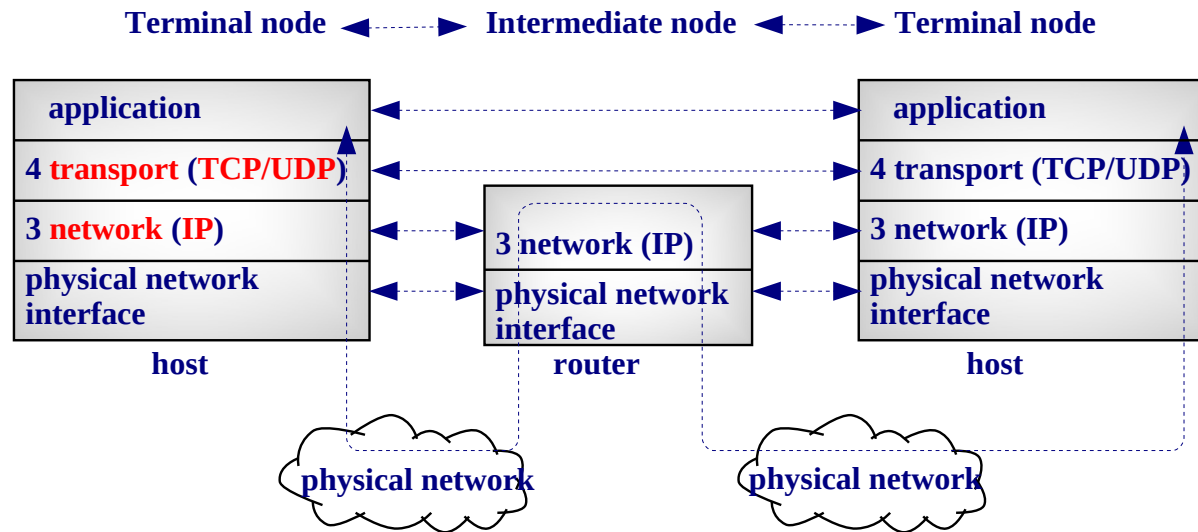 Terminal node
Intermediate node
Terminal node
application
4 transport (TCP/UDP)
3 network (IP)
physical network
interface
host
3 network (IP)
physical network
interface
router
application
4 transport (TCP/UDP)
3 network (IP)
physical network
interface
host
physical network
physical network